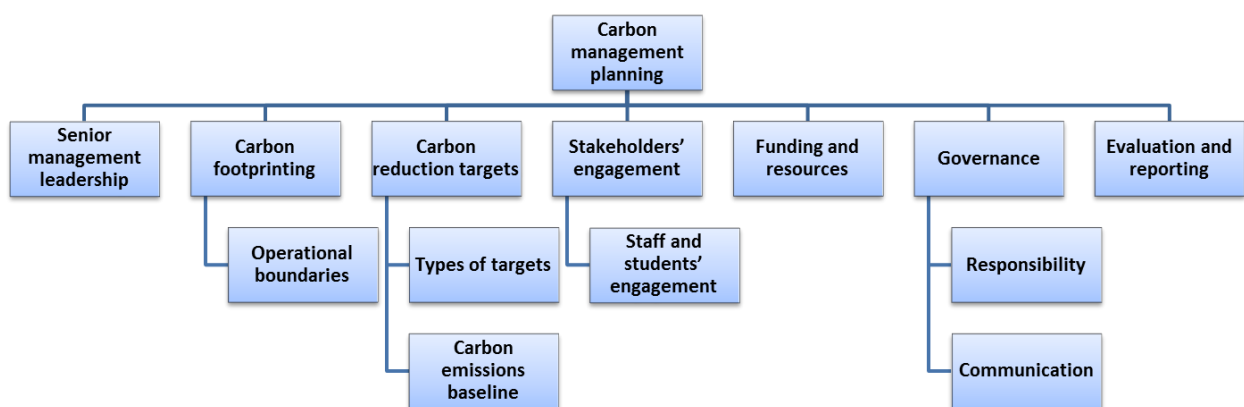 Carbon
management
planning
Senior
management
leadership
Carbon
footprinting
Carbon
reduction targets
Stakeholders’
engagement
Funding and
resources
Governance
Evaluation and
reporting
Operational
boundaries
Types of targets
Staff and
students’
engagement
Responsibility
Carbon
emissions
baseline
Communication